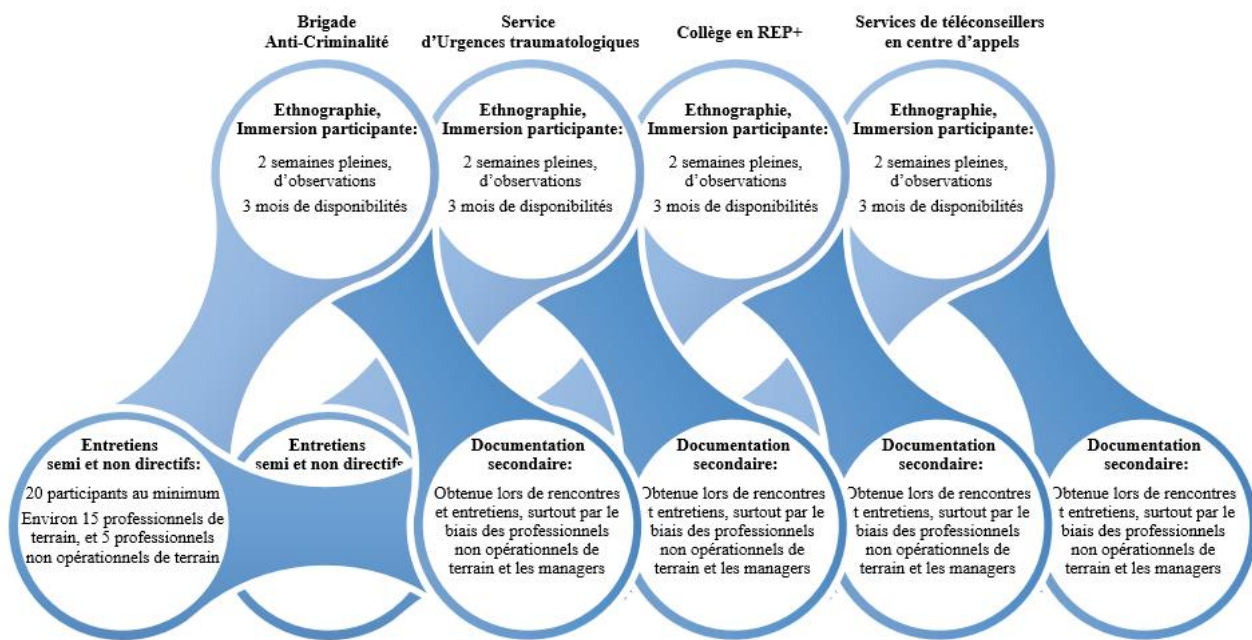 Brigade
Anti-Criminalité
Service
d'Urgences traumatologiques
Collège en REP+
Services de téléconseillers
en centre d'appels
Ethnographie,
Immersion participante:
2 semaines pleines,
d'observations
3 mois de disponibilités
Ethnographie,
Immersion participante:
2 semaines pleines,
d'observations
3 mois de disponibilités
Ethnographie,
Immersion participante:
2 semaines pleines,
d'observations
3 mois de disponibilités
Ethnographie,
Immersion participante:
2 semaines pleines,
d'observations
3 mois de disponibilités
Entretiens
semi et non directifs:
20 participants au minimum
Environ 15 professionnels de
terrain, et 5 professionnels
non opérationnels de terrain
Entretiens
semi et non directifs
Documentation
secondaire:
Obtenue lors de rencontres
et entretiens, surtout par le
biais des professionnels
non opérationnels de
terrain et les managers
Documentation
secondaire:
Obtenue lors de rencontres
t entretiens, surtout par le
biais des professionnels
non opérationnels de
terrain et les managers
Documentation
secondaire:
Obtenue lors de rencontres
t entretiens, surtout par le
biais des professionnels
non opérationnels de
terrain et les managers
Documentation
secondaire:
Obtenue lors de rencontres
t entretiens, surtout par le
biais des professionnels
non opérationnels de
terrain et les managers